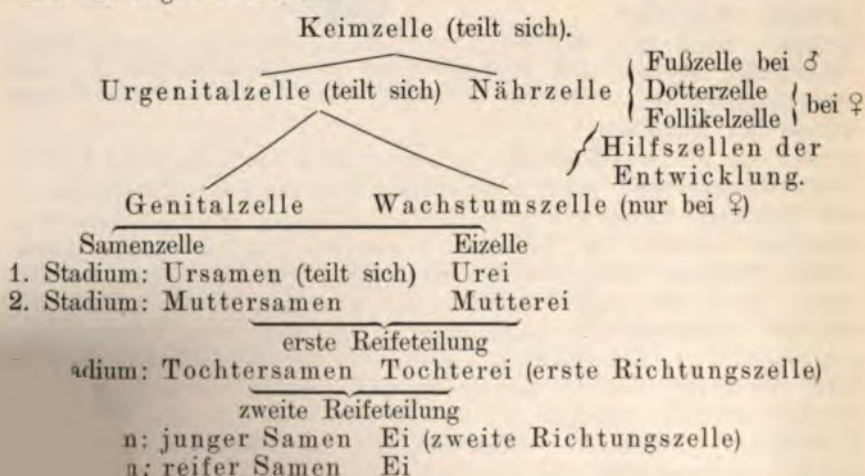 Keimzelle (teilt sich).
Urgenitalzelle (teilt sich) Nährzelle { Fußzelle bei ♂
Dotterzelle
Follikelzelle } bei ♀
Hilfszellen der
Entwicklung.
Genitalzelle Wachstumszelle (nur bei ♀)
Samenzelle Eizelle
1. Stadium: Ursamen (teilt sich) Urei
2. Stadium: Muttersamen Mutterei
erste Reifeteilung
adium: Tochtersamen Tochterei (erste Richtungszelle)
zweite Reifeteilung
n: junger Samen Ei (zweite Richtungszelle)
n: reifer Samen Ei